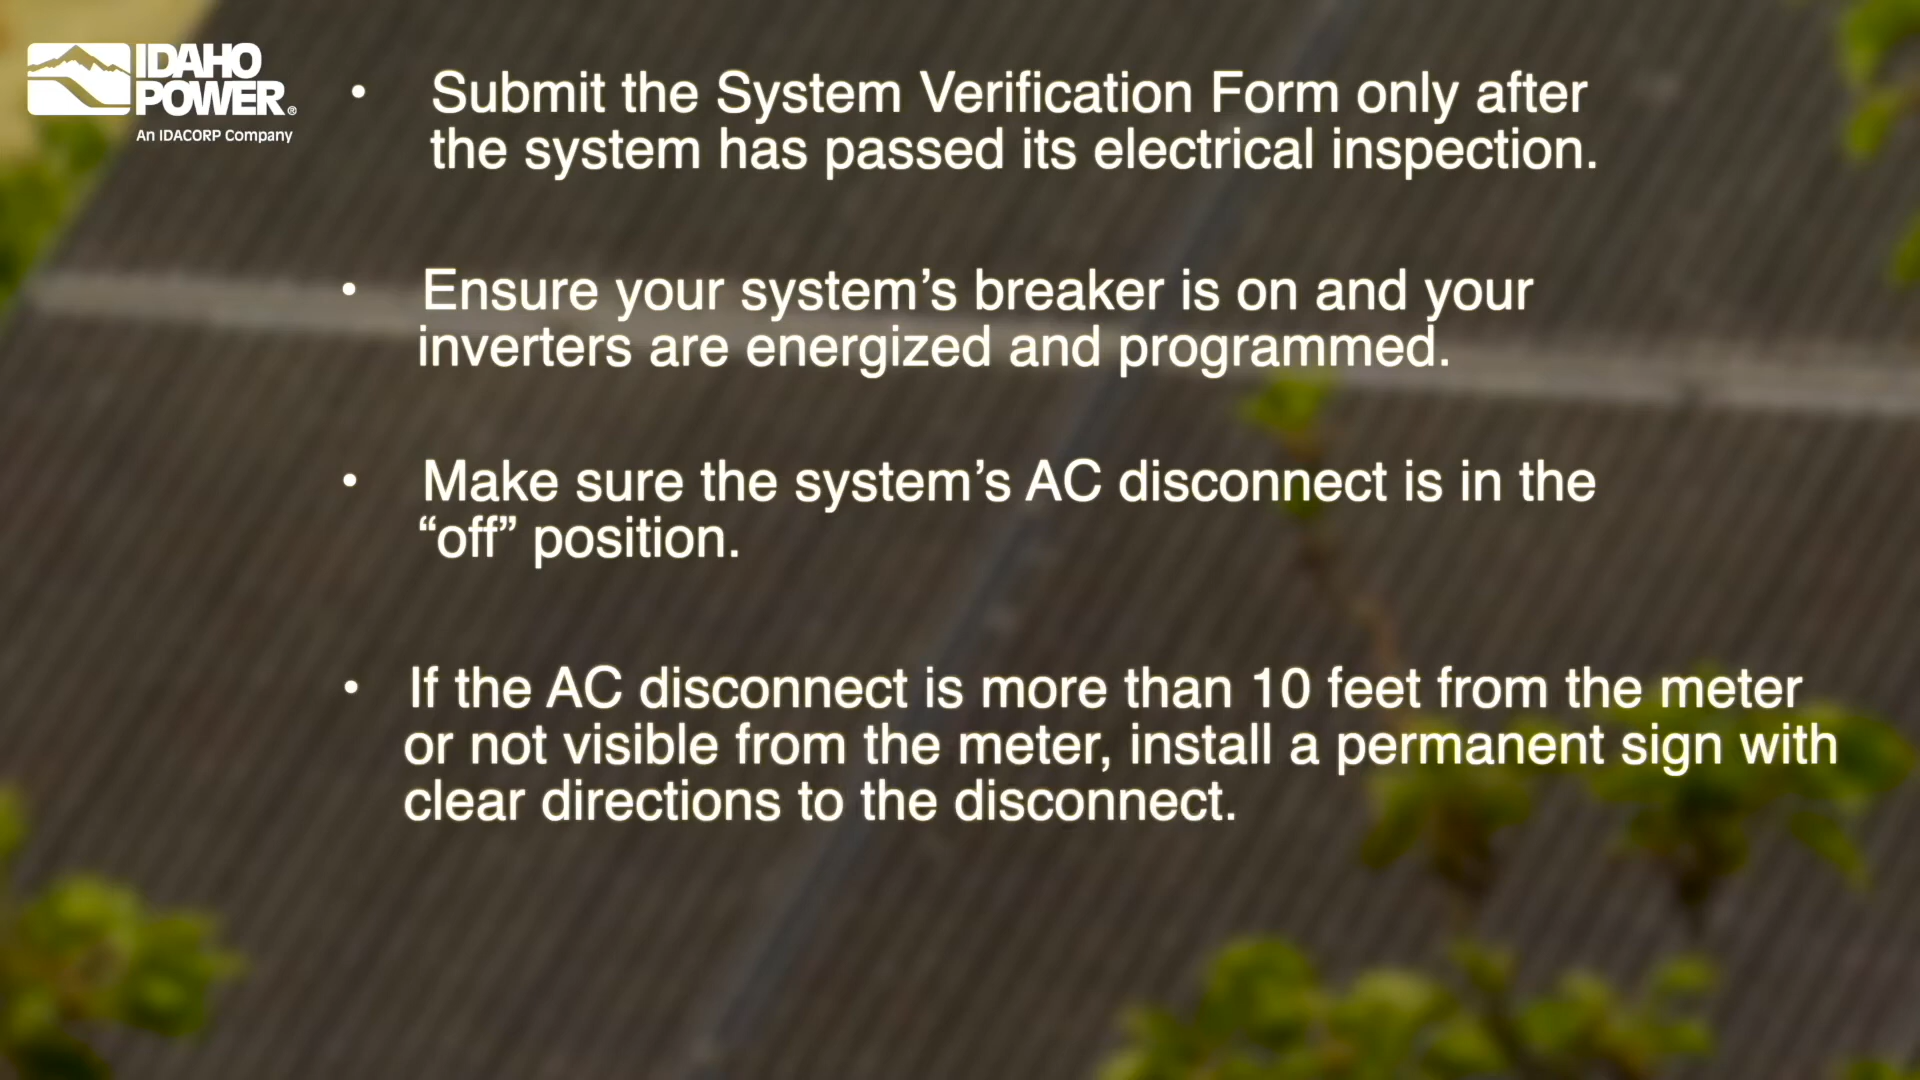 IDAHO
POWER®
An IDACORP Company
• Submit the System Verification Form only after
the system has passed its electrical inspection.
• Ensure your system’s breaker is on and your
inverters are energized and programmed.
• Make sure the system’s AC disconnect is in the
“off” position.
• If the AC disconnect is more than 10 feet from the meter
or not visible from the meter, install a permanent sign with
clear directions to the disconnect.